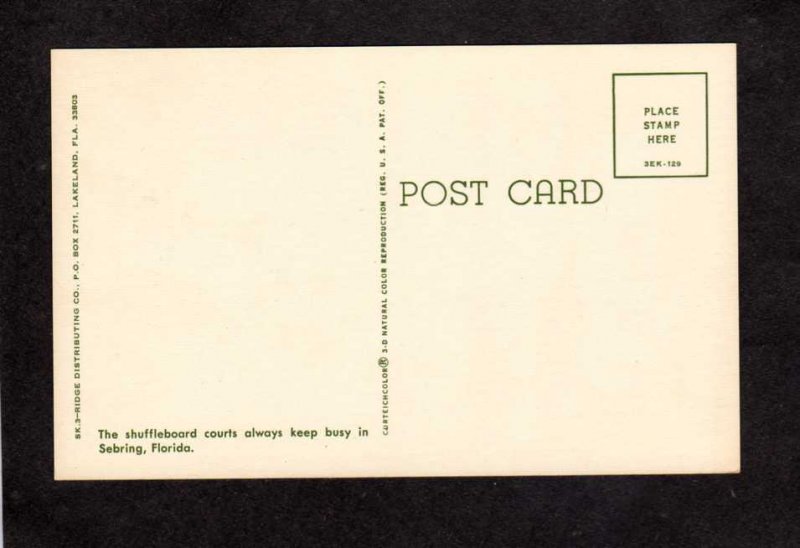 SK.3—RIDGE DISTRIBUTING CO., P.O. BOX 2711, LAKELAND, FLA. 33803
The shuffleboard courts always keep busy in
Sebring, Florida.
CURTEICHCOLOR® 3-D NATURAL COLOR REPRODUCTION (REG. U. S. A. PAT. OFF.)
POST CARD
PLACE
STAMP
HERE
3EK-129